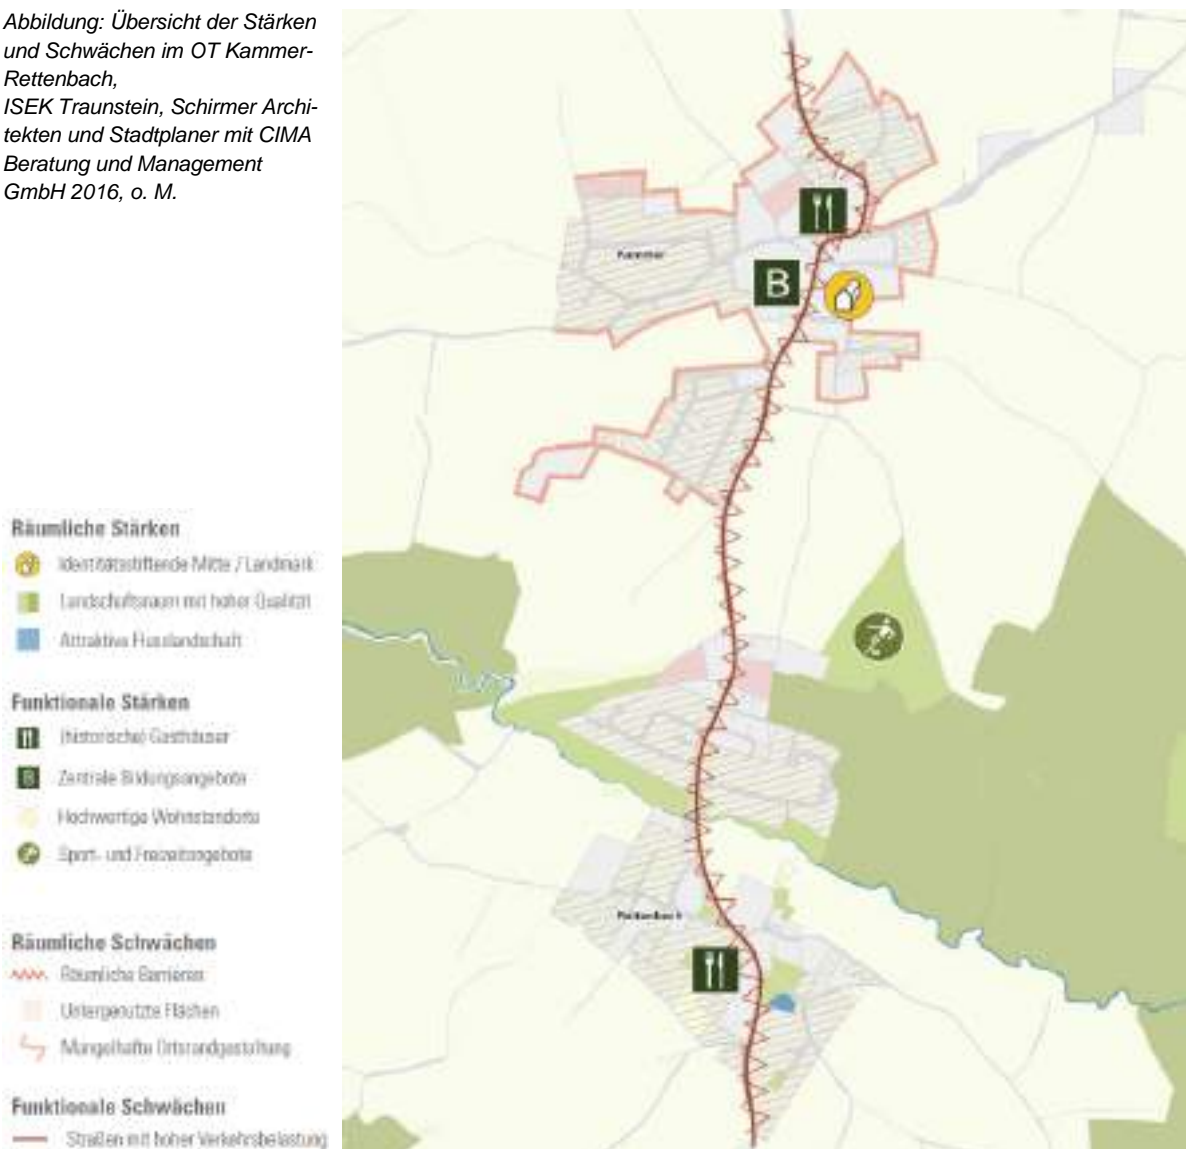 Abbildung: Übersicht der Stärken
und Schwächen im OT Kammer-
Rettenbach,
ISEK Traunstein, Schirmer Archi-
tekten und Stadtplaner mit CIMA
Beratung und Management
GmbH 2016, o. M.
Räumliche Stärken
Identitätsstiftende Mitte / Landmark
Landschaftsraum mit hoher Qualität
Attraktive Flusslandschaft
Funktionale Stärken
(historische) Gasthäuser
B Zentrale Bildungsangebote
Hochwertige Wohnstandorte
Sport- und Freizeitangebote
Räumliche Schwächen
Räumliche Barrieren
Untergenutzte Flächen
Mangelhafte Ortsrandgestaltung
Funktionale Schwächen
Straßen mit hoher Verkehrsbelastung
Kammer
B
Rettenbach